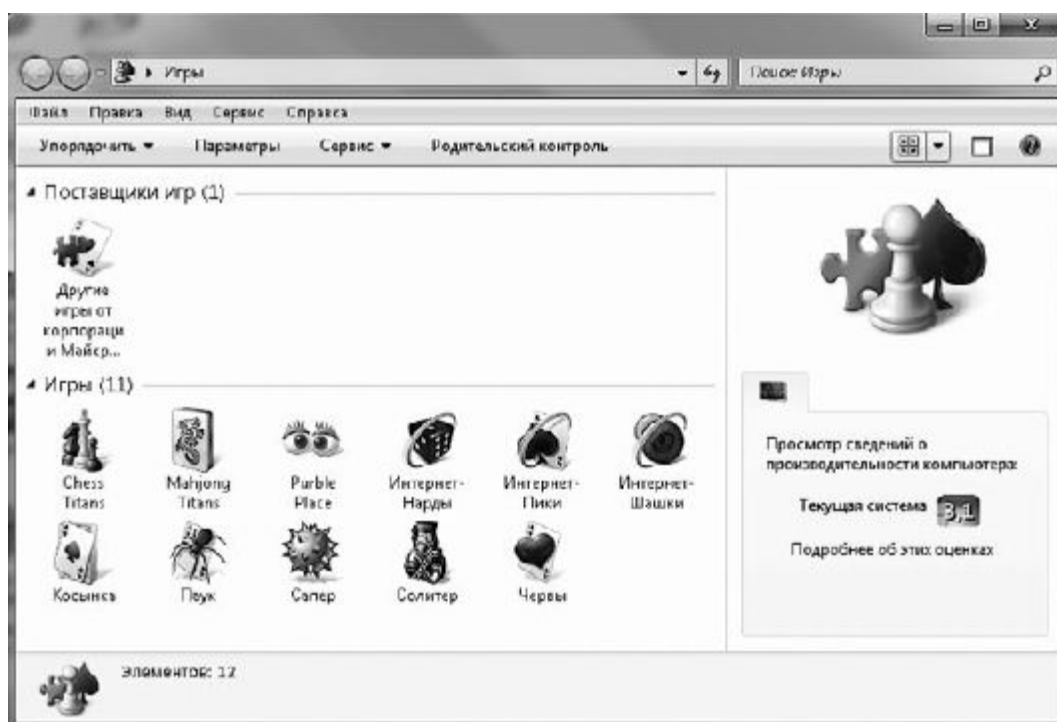 Игры
Поиск: Игры
Файл Правка Вид Сервис Справка
Упорядочить Параметры Сервис Родительский контроль
Поставщики игр (1)
Другие
игры от
корпораци
и Майкр...
Игры (11)
Chess
Titans
Mahjong
Titans
Purble
Place
Интернет-
Нарды
Интернет-
Пики
Интернет-
Шашки
Косынка
Паук
Сапер
Солитер
Червы
Просмотр сведений о
производительности компьютера:
Текущая система 3,1
Подробнее об этих оценках
Элементов: 12